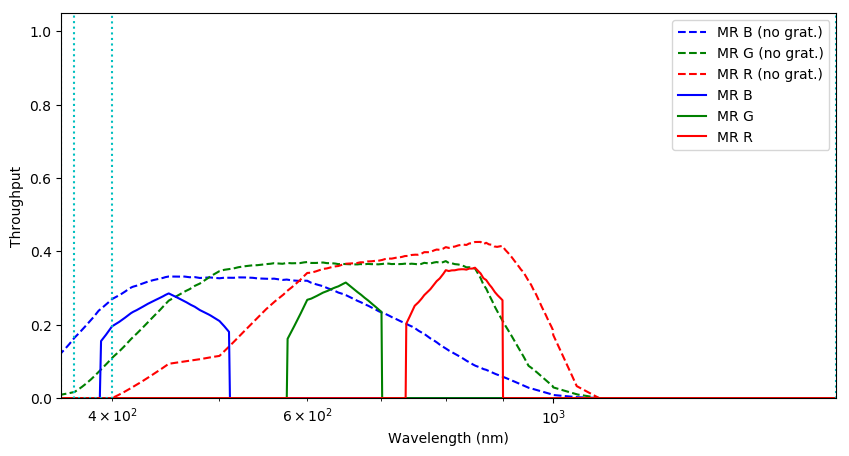 1.0
0.8
0.6
0.4
0.2
0.0
Throughput
4 × 10²
6 × 10²
10³
Wavelength (nm)
MR B (no grat.)
MR G (no grat.)
MR R (no grat.)
MR B
MR G
MR R